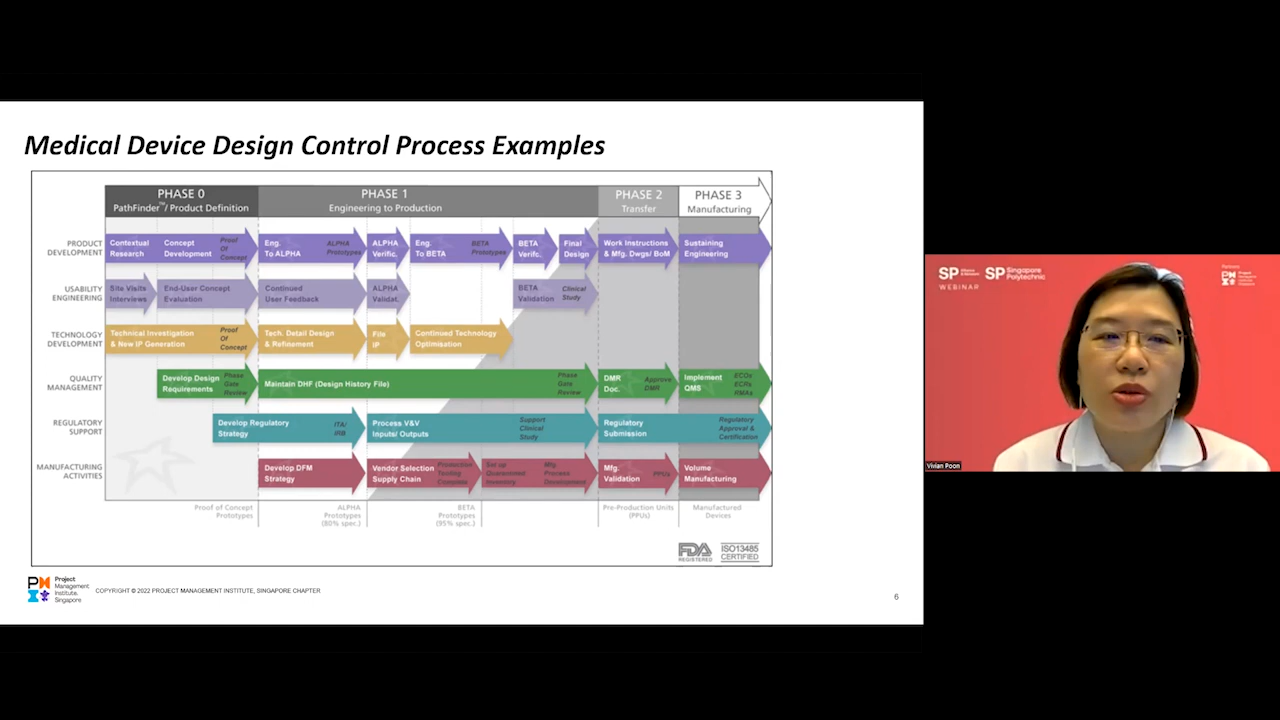 Medical Device Design Control Process Examples
PHASE 0
PathFinder™/ Product Definition
PHASE 1
Engineering to Production
PHASE 2
Transfer
PHASE 3
Manufacturing
PRODUCT
DEVELOPMENT
Contextual
Research
Concept
Development
Proof
Of
Concept
Eng.
To ALPHA
ALPHA
Prototypes
ALPHA
Verific.
Eng.
To BETA
BETA
Prototypes
BETA
Verifc.
Final
Design
Work Instructions
& Mfg. Dwgs/ BoM
Sustaining
Engineering
USABILITY
ENGINEERING
Site Visits
Interviews
End-User Concept
Evaluation
Continued
User Feedback
ALPHA
Validat.
BETA
Validation
Clinical
Study
TECHNOLOGY
DEVELOPMENT
Technical Investigation
& New IP Generation
Proof
Of
Concept
Tech. Detail Design
& Refinement
File
IP
Continued Technology
Optimisation
QUALITY
MANAGEMENT
Develop Design
Requirements
Phase
Gate
Review
Maintain DHF (Design History File)
Phase
Gate
Review
DMR
Doc.
Approve
DMR
Implement
QMS
ECOs
ECRs
RMAs
REGULATORY
SUPPORT
Develop Regulatory
Strategy
ITA/
IRB
Process V&V
Inputs/ Outputs
Support
Clinical
Study
Regulatory
Submission
Regulatory
Approval &
Certification
MANUFACTURING
ACTIVITIES
Develop DFM
Strategy
Vendor Selection
Supply Chain
Production
Tooling
Complete
Set up
Quarantined
Inventory
Mfg.
Process
Development
Mfg.
Validation
PPUs
Volume
Manufacturing
Proof of Concept
Prototypes
ALPHA
Prototypes
(80% spec.)
BETA
Prototypes
(95% spec.)
Pre-Production Units
(PPUs)
Manufactured
Devices
FDA
REGISTERED
ISO13485
CERTIFIED
Project
Management
Institute.
Singapore
COPYRIGHT © 2022 PROJECT MANAGEMENT INSTITUTE, SINGAPORE CHAPTER
6
SP
SP Singapore
Polytechnic
WEBINAR
Vivian Poon